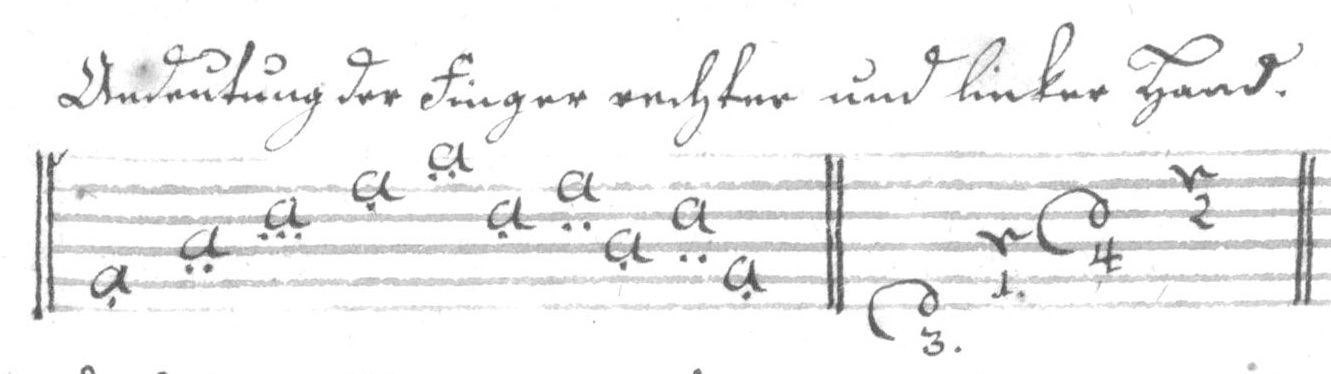 Andeutung der Finger rechter und linker Hand.
a a a a a a a a a a d r d r
3. 1. 4 2